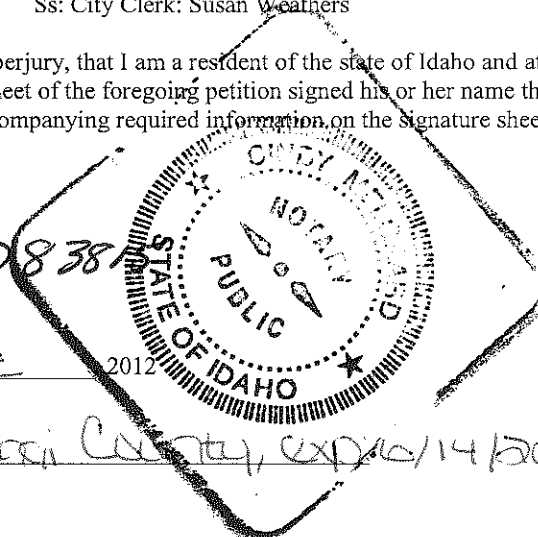 Ss: City Clerk: Susan Weathers
perjury, that I am a resident of the state of Idaho and a
eet of the foregoing petition signed his or her name th
ompanying required information on the signature shee
CINDY
NOTARY
PUBLIC
STATE OF IDAHO
838
2012
County, exp 6/14/20